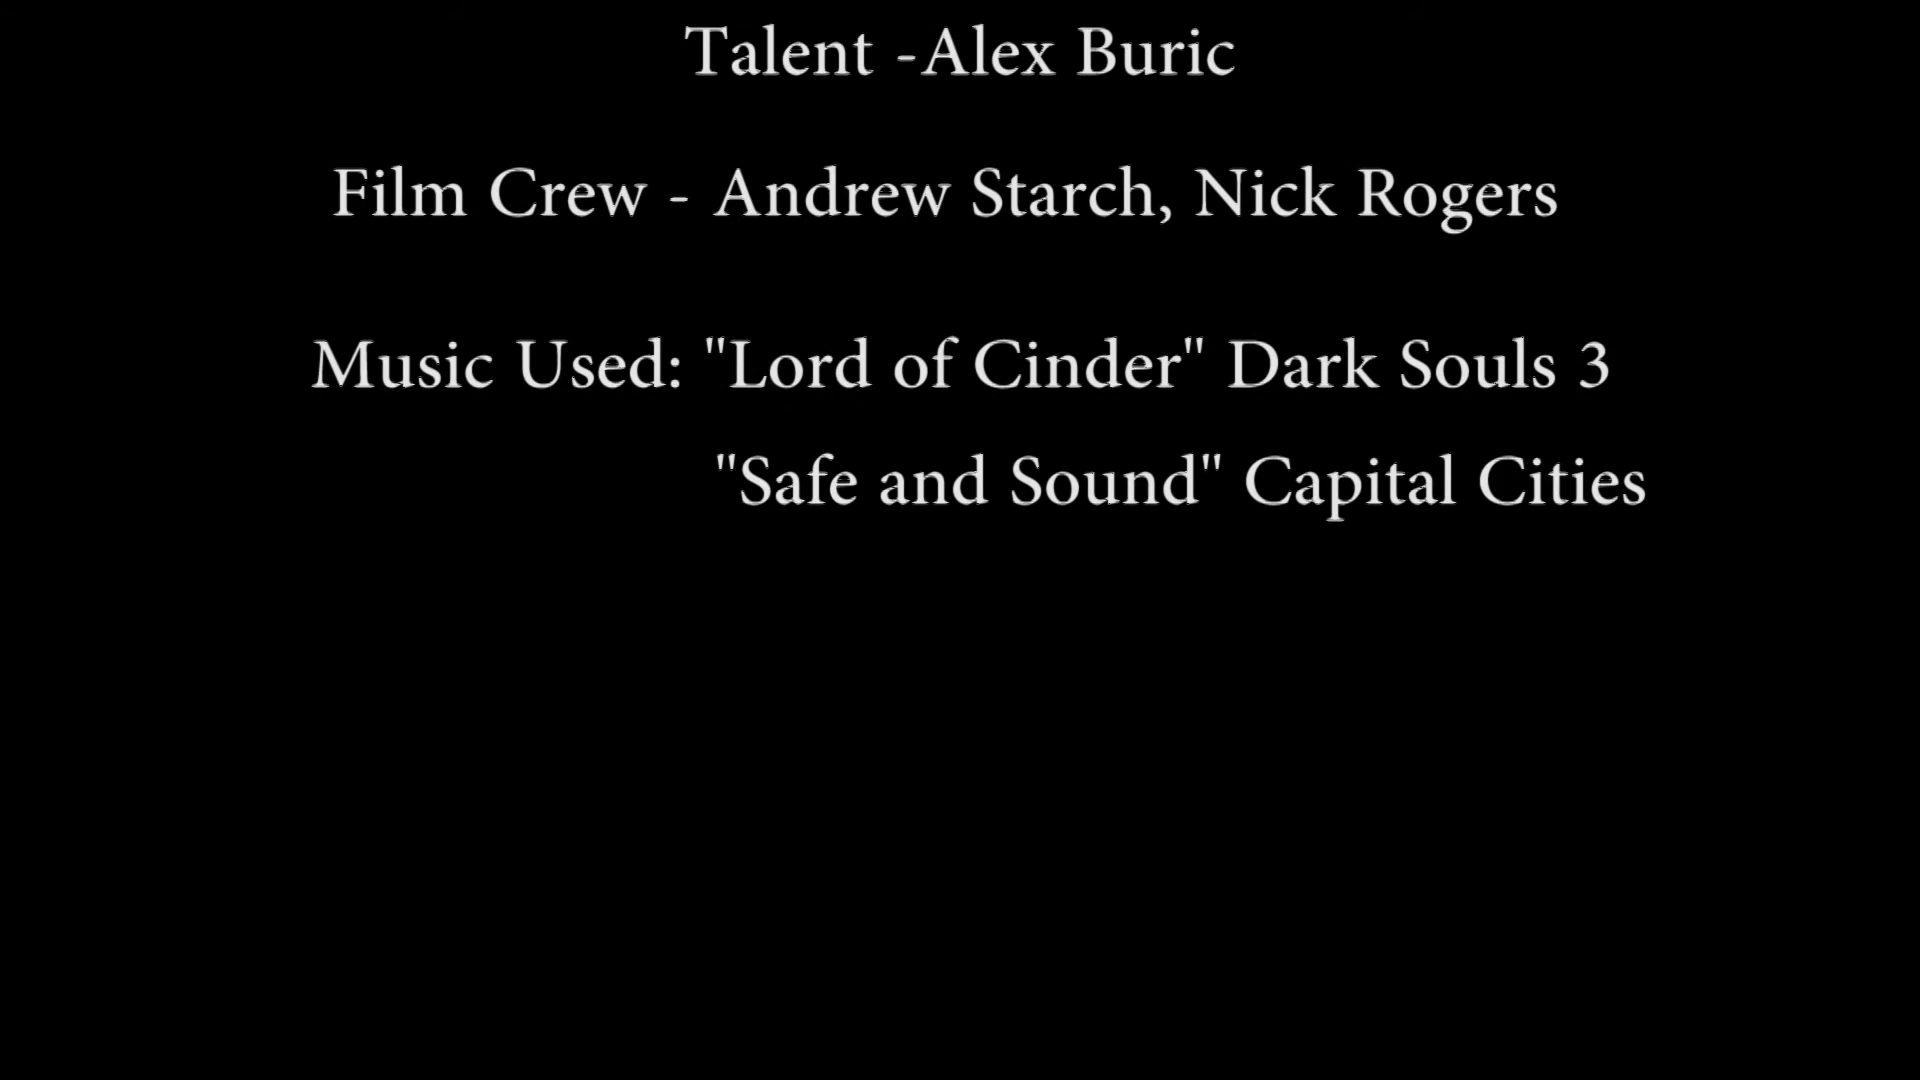 Talent -Alex Buric
Film Crew - Andrew Starch, Nick Rogers
Music Used: "Lord of Cinder" Dark Souls 3
"Safe and Sound" Capital Cities